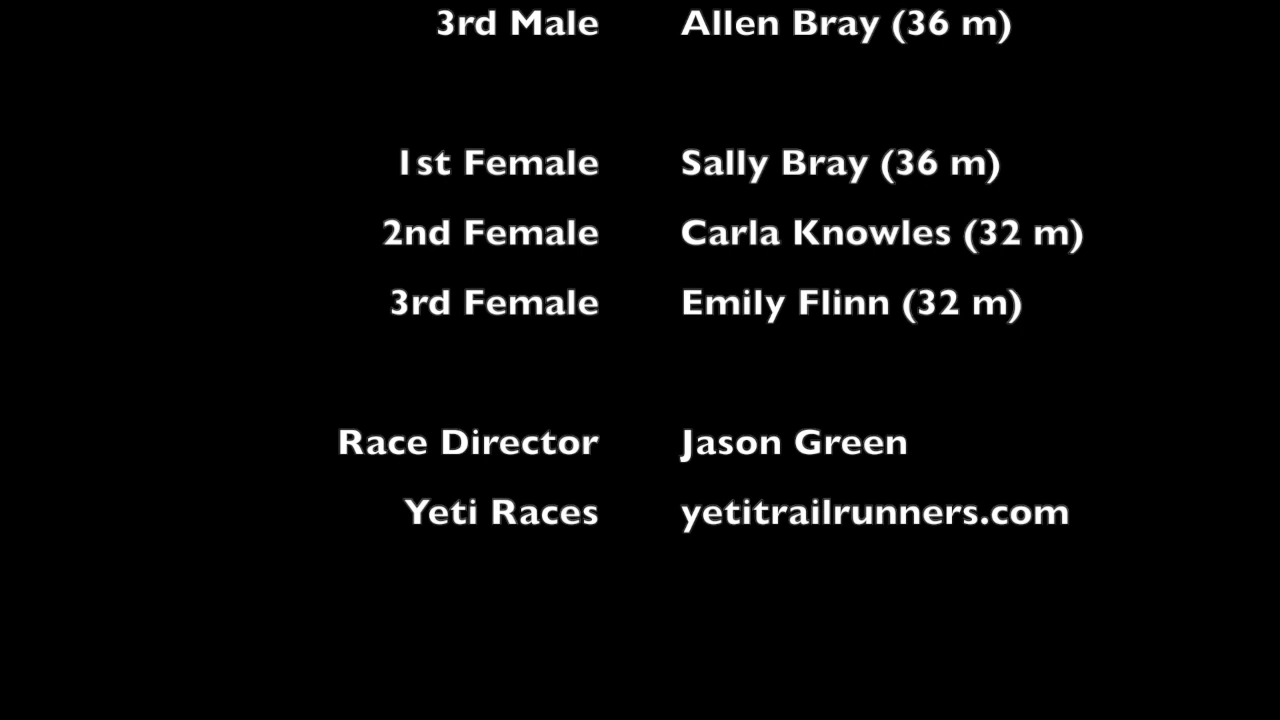 3rd Male Allen Bray (36 m)
1st Female Sally Bray (36 m)
2nd Female Carla Knowles (32 m)
3rd Female Emily Flinn (32 m)
Race Director Jason Green
Yeti Races yetitrailrunners.com